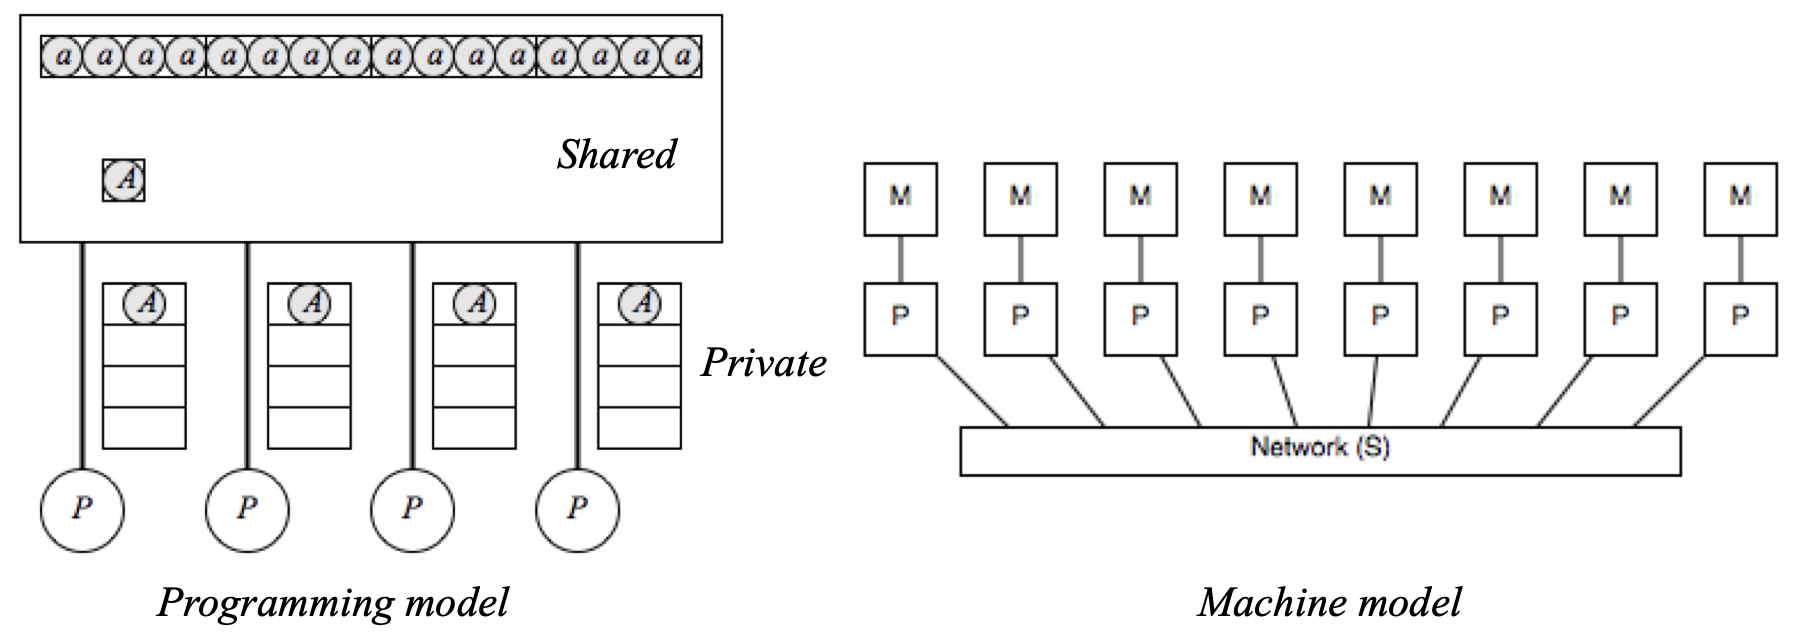 a a a a a a a a a a a a a a a a
A
Shared
A A A A
Private
P P P P
Programming model
M M M M M M M M
P P P P P P P P
Network (S)
Machine model